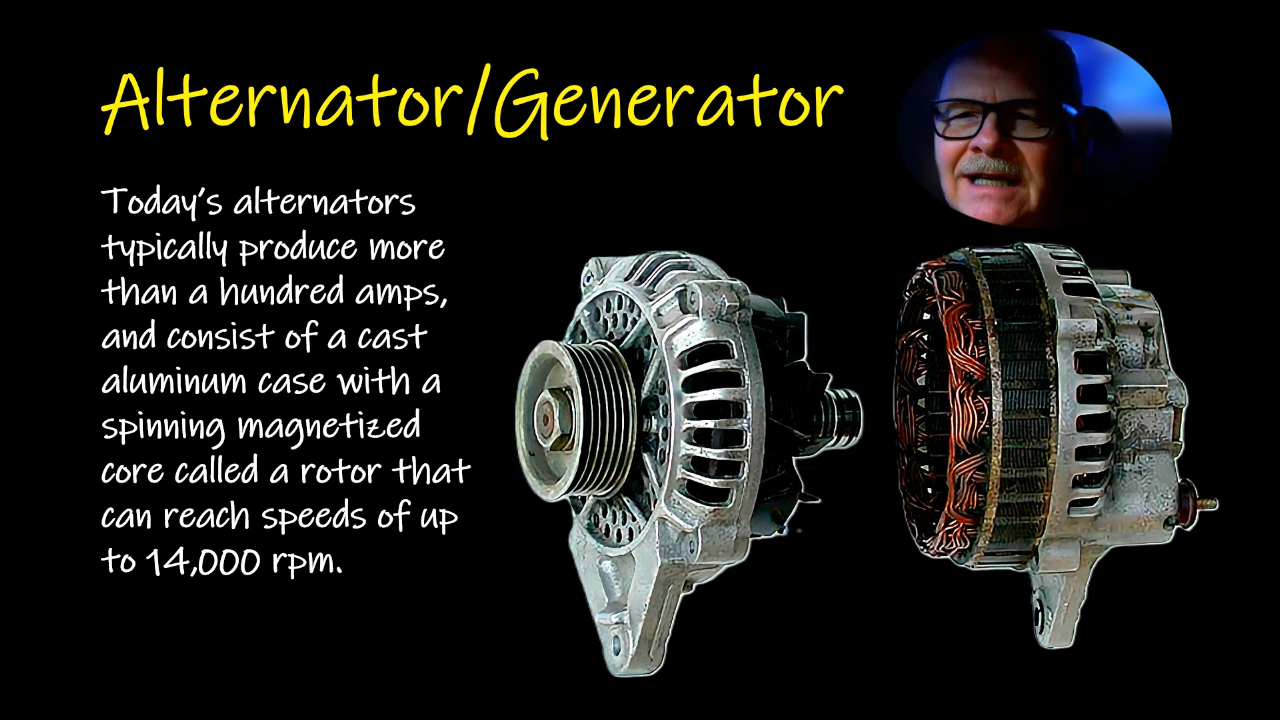 Alternator/Generator
Today's alternators
typically produce more
than a hundred amps,
and consist of a cast
aluminum case with a
spinning magnetized
core called a rotor that
can reach speeds of up
to 14,000 rpm.